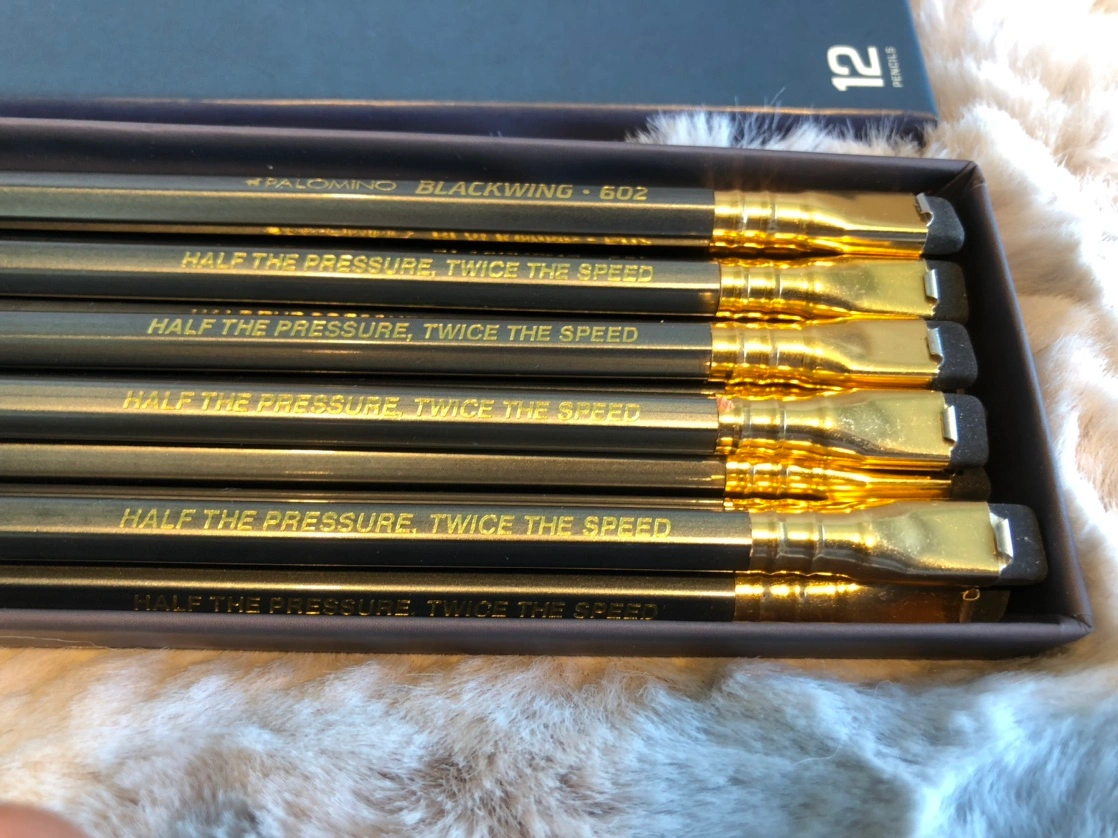 12
PENCILS
PALOMINO BLACKWING · 602
HALF THE PRESSURE, TWICE THE SPEED
HALF THE PRESSURE, TWICE THE SPEED
HALF THE PRESSURE, TWICE THE SPEED
HALF THE PRESSURE, TWICE THE SPEED
HALF THE PRESSURE, TWICE THE SPEED